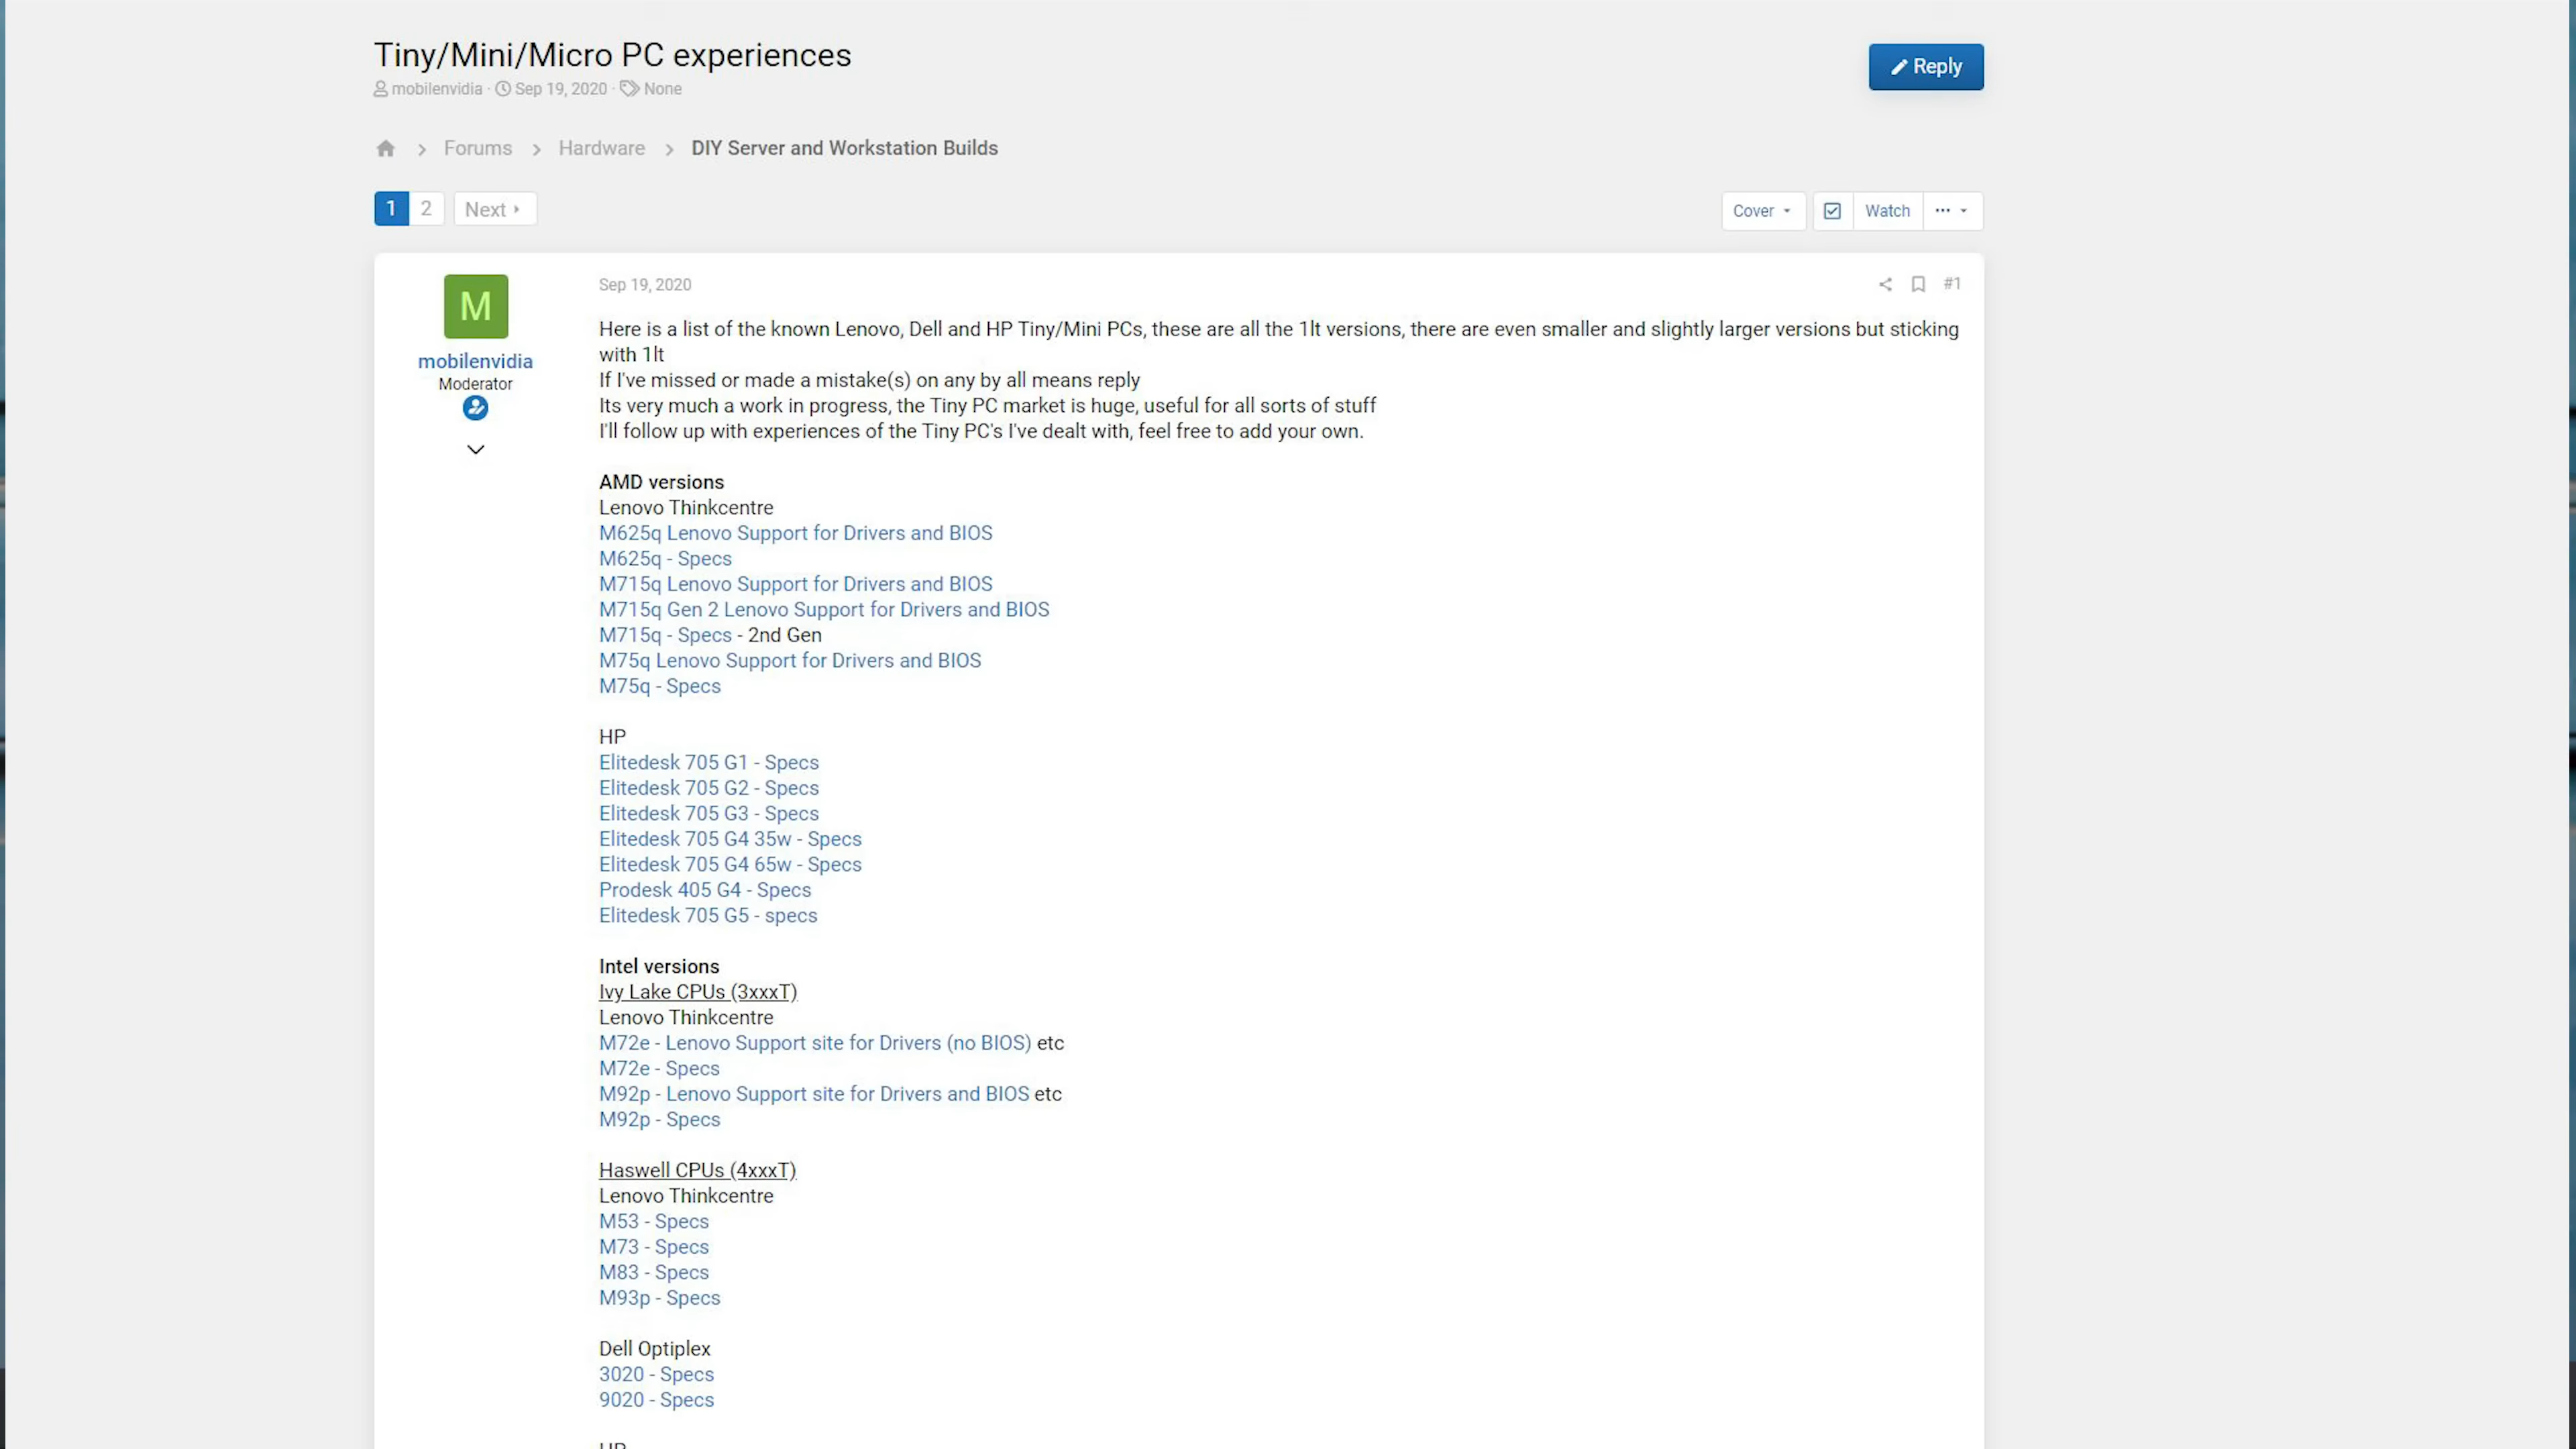 Tiny/Mini/Micro PC experiences
Reply
mobilenvidia · Sep 19, 2020 · None
Forums > Hardware > DIY Server and Workstation Builds
1 2 Next
Cover Watch
M
mobilenvidia
Moderator
Sep 19, 2020
#1
Here is a list of the known Lenovo, Dell and HP Tiny/Mini PCs, these are all the 1lt versions, there are even smaller and slightly larger versions but sticking
with 1lt
If I've missed or made a mistake(s) on any by all means reply
Its very much a work in progress, the Tiny PC market is huge, useful for all sorts of stuff
I'll follow up with experiences of the Tiny PC's I've dealt with, feel free to add your own.
AMD versions
Lenovo Thinkcentre
M625q Lenovo Support for Drivers and BIOS
M625q - Specs
M715q Lenovo Support for Drivers and BIOS
M715q Gen 2 Lenovo Support for Drivers and BIOS
M715q - Specs - 2nd Gen
M75q Lenovo Support for Drivers and BIOS
M75q - Specs
HP
Elitedesk 705 G1 - Specs
Elitedesk 705 G2 - Specs
Elitedesk 705 G3 - Specs
Elitedesk 705 G4 35w - Specs
Elitedesk 705 G4 65w - Specs
Prodesk 405 G4 - Specs
Elitedesk 705 G5 - specs
Intel versions
Ivy Lake CPUs (3xxxT)
Lenovo Thinkcentre
M72e - Lenovo Support site for Drivers (no BIOS) etc
M72e - Specs
M92p - Lenovo Support site for Drivers and BIOS etc
M92p - Specs
Haswell CPUs (4xxxT)
Lenovo Thinkcentre
M53 - Specs
M73 - Specs
M83 - Specs
M93p - Specs
Dell Optiplex
3020 - Specs
9020 - Specs